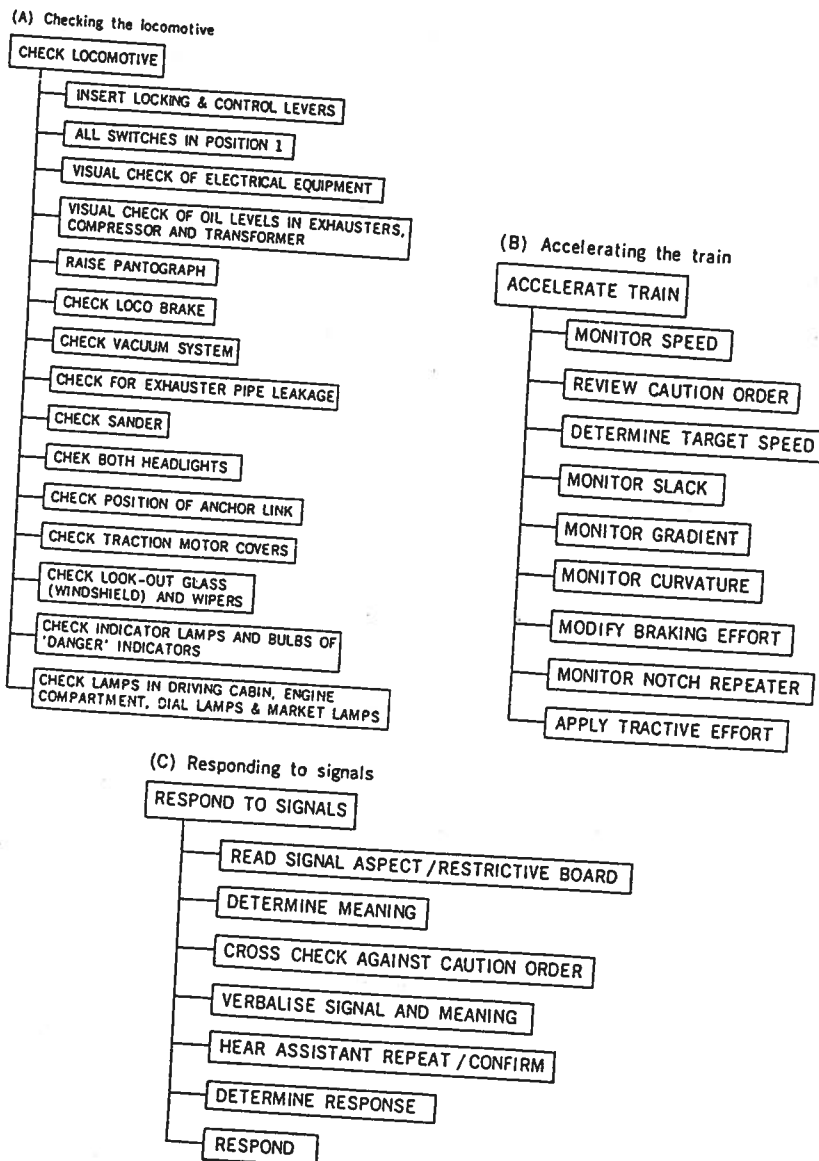 (A) Checking the locomotive
CHECK LOCOMOTIVE
INSERT LOCKING & CONTROL LEVERS
ALL SWITCHES IN POSITION 1
VISUAL CHECK OF ELECTRICAL EQUIPMENT
VISUAL CHECK OF OIL LEVELS IN EXHAUSTERS,
COMPRESSOR AND TRANSFORMER
RAISE PANTOGRAPH
CHECK LOCO BRAKE
CHECK VACUUM SYSTEM
CHECK FOR EXHAUSTER PIPE LEAKAGE
CHECK SANDER
CHEK BOTH HEADLIGHTS
CHECK POSITION OF ANCHOR LINK
CHECK TRACTION MOTOR COVERS
CHECK LOOK-OUT GLASS
(WINDSHIELD) AND WIPERS
CHECK INDICATOR LAMPS AND BULBS OF
'DANGER' INDICATORS
CHECK LAMPS IN DRIVING CABIN, ENGINE
COMPARTMENT, DIAL LAMPS & MARKET LAMPS
(B) Accelerating the train
ACCELERATE TRAIN
MONITOR SPEED
REVIEW CAUTION ORDER
DETERMINE TARGET SPEED
MONITOR SLACK
MONITOR GRADIENT
MONITOR CURVATURE
MODIFY BRAKING EFFORT
MONITOR NOTCH REPEATER
APPLY TRACTIVE EFFORT
(C) Responding to signals
RESPOND TO SIGNALS
READ SIGNAL ASPECT/RESTRICTIVE BOARD
DETERMINE MEANING
CROSS CHECK AGAINST CAUTION ORDER
VERBALISE SIGNAL AND MEANING
HEAR ASSISTANT REPEAT/CONFIRM
DETERMINE RESPONSE
RESPOND